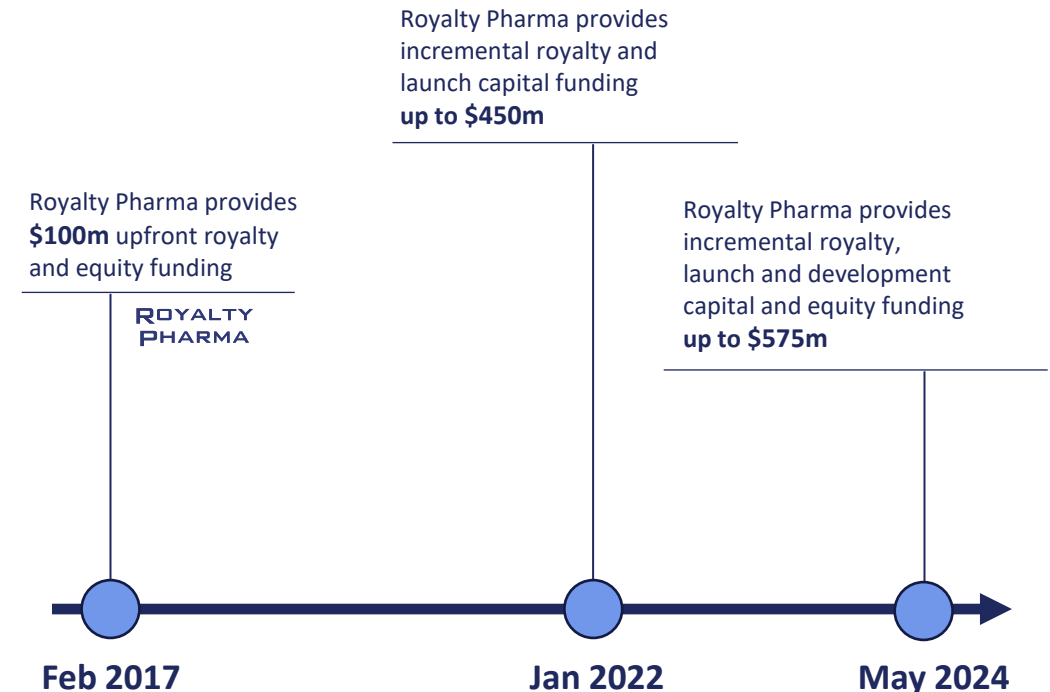 Royalty Pharma provides
$100m upfront royalty
and equity funding
ROYALTY
PHARMA
Feb 2017
Royalty Pharma provides
incremental royalty and
launch capital funding
up to $450m
Jan 2022
Royalty Pharma provides
incremental royalty,
launch and development
capital and equity funding
up to $575m
May 2024